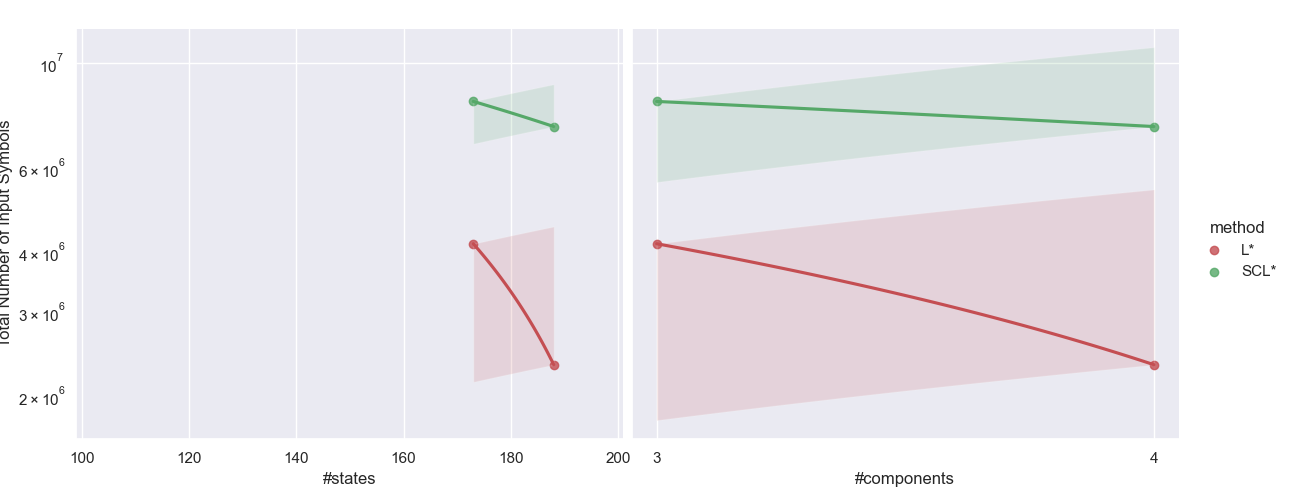 Total Number of Input Symbols
10^7
6 × 10^6
4 × 10^6
3 × 10^6
2 × 10^6
100 120 140 160 180 200
#states
3 4
#components
method
L*
SCL*